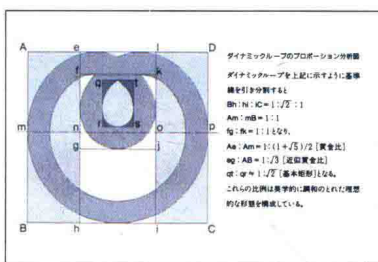 A e l D
f k
q t
r s
m n o p
g j
B h i C
ダイナミックループのプロポーション分析図
ダイナミックループを上記に示すように基準
線を引き分割すると
Bh : hi : iC = 1 : √2 : 1
Am : mB = 1 : 1
fg : fk = 1 : 1 となり、
Ae : Am = 1 : (1 + √5) / 2 [黄金比]
eg : AB = 1 : √3 [近似黄金比]
qt : qr ≒ 1 : √2 [基本矩形] となる。
これらの比例は美学的に調和のとれた理想
的な形態を構成している。